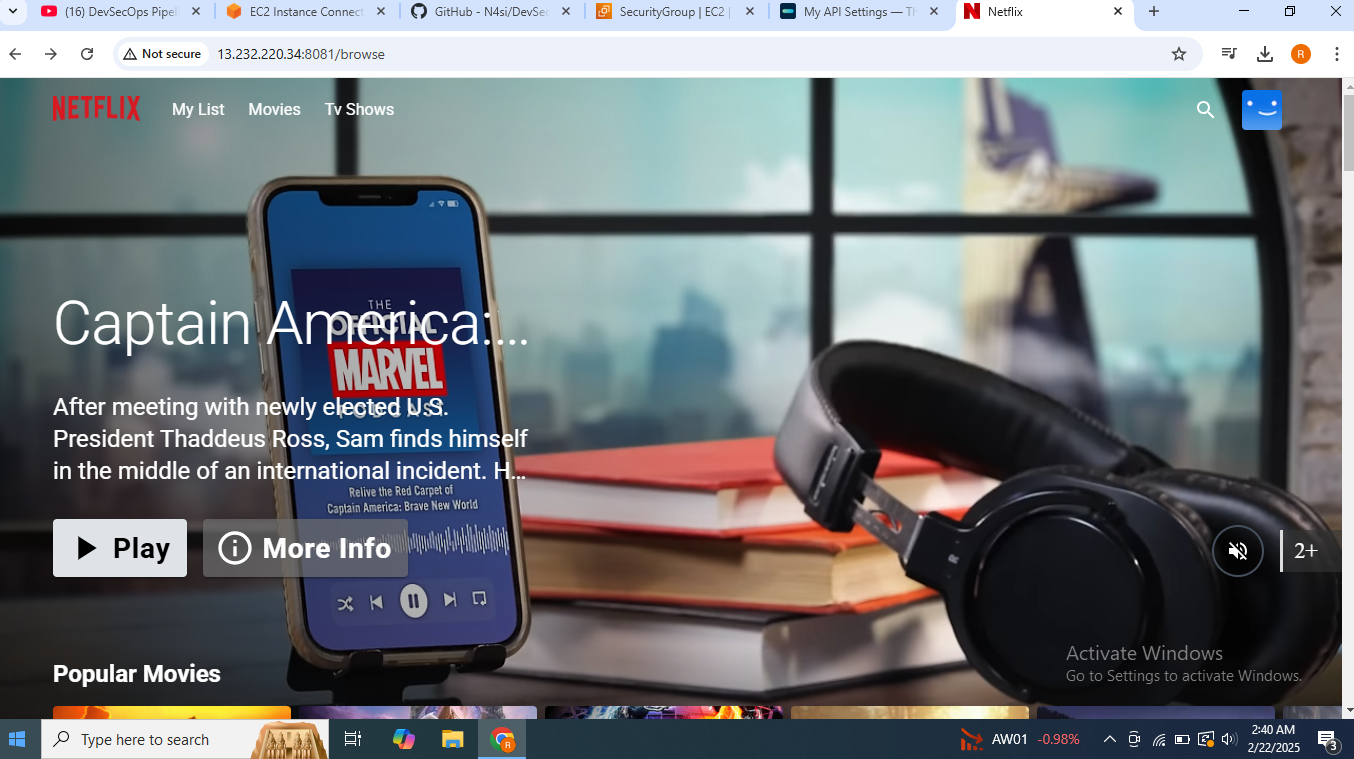 (16) DevSecOps Pipeli
EC2 Instance Connect
GitHub - N4si/DevSec
SecurityGroup | EC2 |
My API Settings — Th
Netflix
Not secure
13.232.220.34:8081/browse
R
NETFLIX
My List
Movies
Tv Shows
THE
OFFICIAL
MARVEL
PODCAST
Captain America:...
After meeting with newly elected U.S.
President Thaddeus Ross, Sam finds himself
in the middle of an international incident. H...
Relive the Red Carpet of
Captain America: Brave New World
Play
More Info
R
2+
Activate Windows
Go to Settings to activate Windows.
Popular Movies
Type here to search
R
AW01 -0.98%
2:40 AM
2/22/2025
3